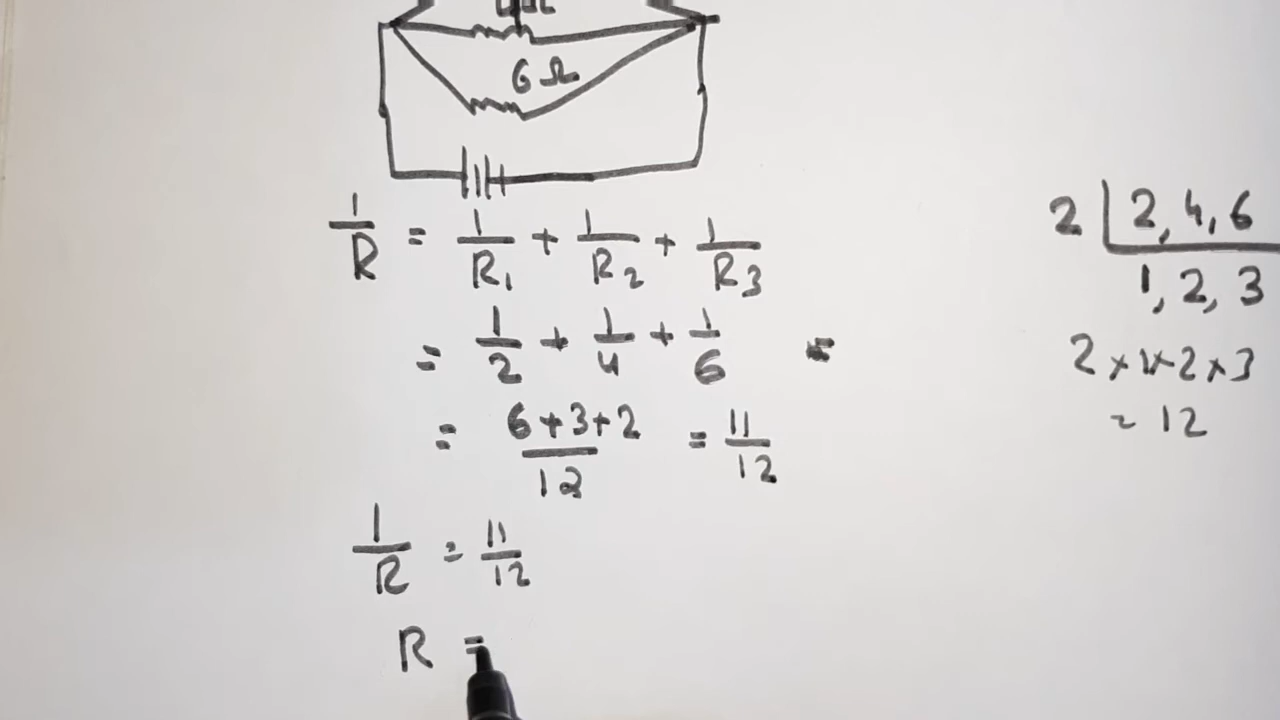 6 Ω
1/R = 1/R₁ + 1/R₂ + 1/R₃
= 1/2 + 1/4 + 1/6 =
= 6+3+2/12 = 11/12
1/R = 11/12
R =
2 | 2, 4, 6
1, 2, 3
2 × 1 × 2 × 3
= 12